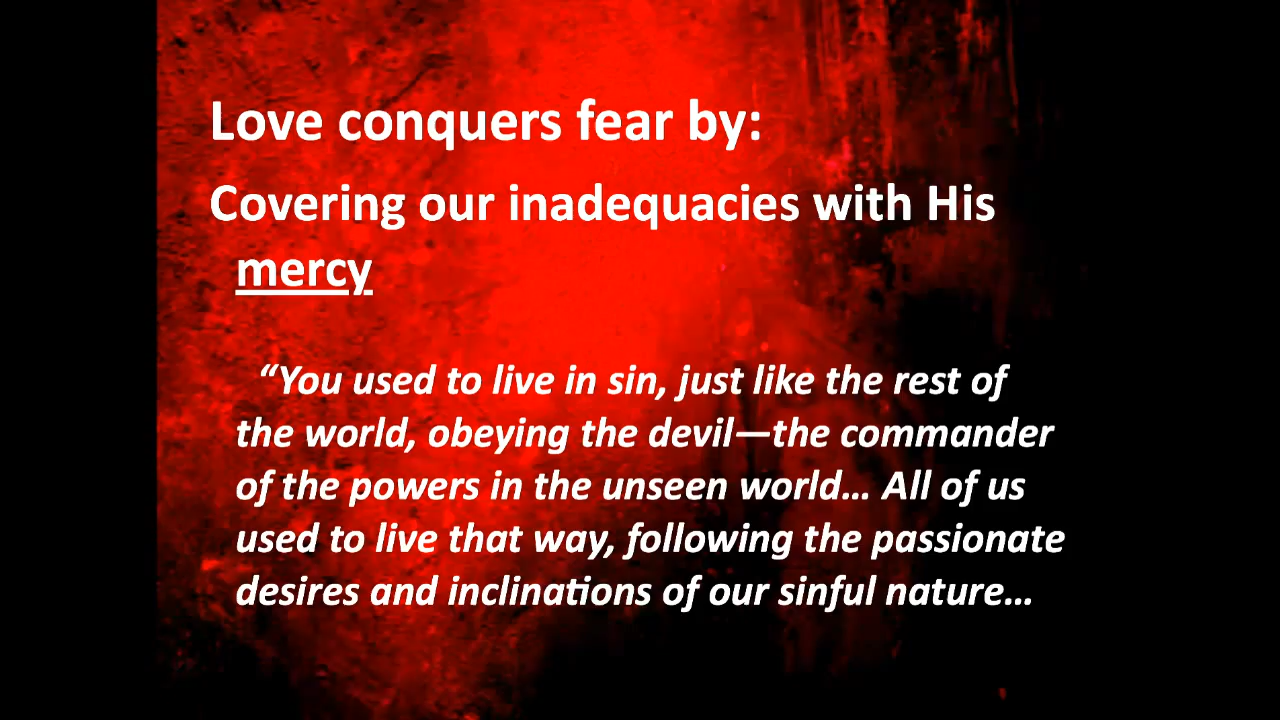 Love conquers fear by:
Covering our inadequacies with His
mercy
“You used to live in sin, just like the rest of
the world, obeying the devil—the commander
of the powers in the unseen world… All of us
used to live that way, following the passionate
desires and inclinations of our sinful nature…